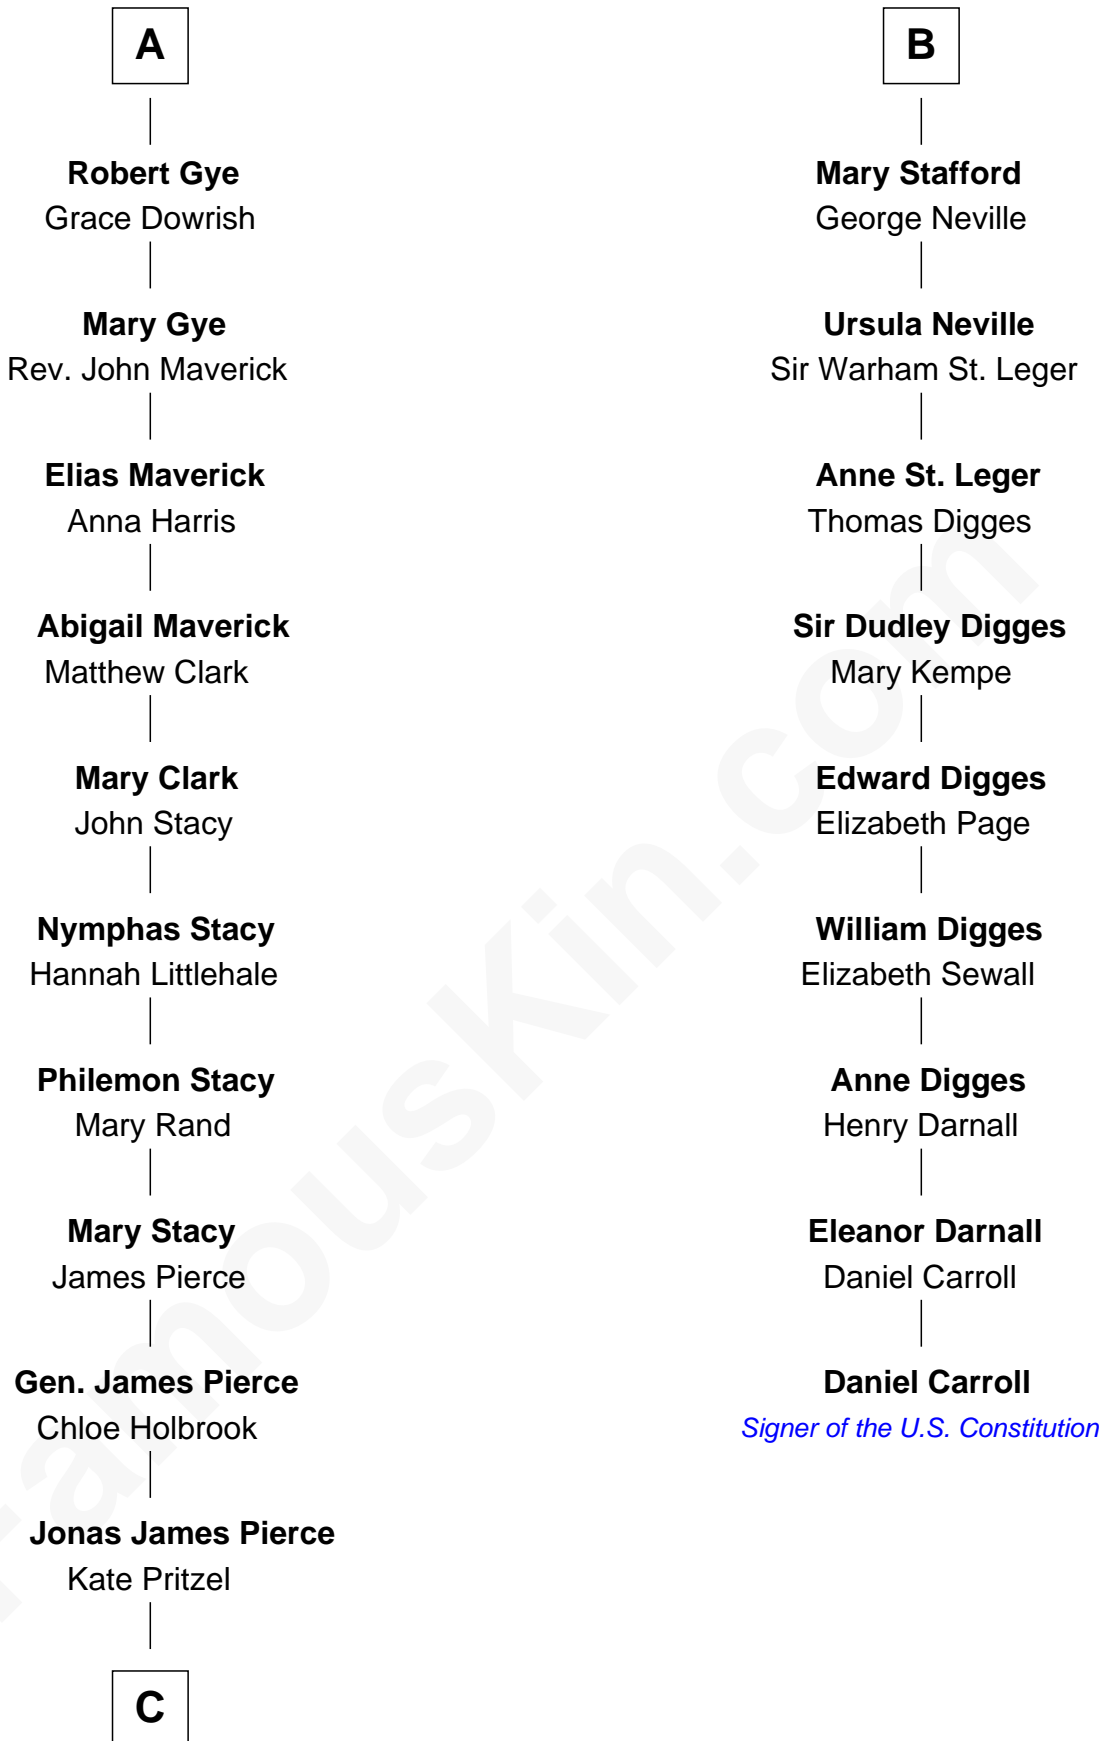 A
Robert Gye
Grace Dowrish
Mary Gye
Rev. John Maverick
Elias Maverick
Anna Harris
Abigail Maverick
Matthew Clark
Mary Clark
John Stacy
Nymphas Stacy
Hannah Littlehale
Philemon Stacy
Mary Rand
Mary Stacy
James Pierce
Gen. James Pierce
Chloe Holbrook
Jonas James Pierce
Kate Pritzel
C
B
Mary Stafford
George Neville
Ursula Neville
Sir Warham St. Leger
Anne St. Leger
Thomas Digges
Sir Dudley Digges
Mary Kempe
Edward Digges
Elizabeth Page
William Digges
Elizabeth Sewall
Anne Digges
Henry Darnall
Eleanor Darnall
Daniel Carroll
Daniel Carroll
Signer of the U.S. Constitution
FamousKin.com